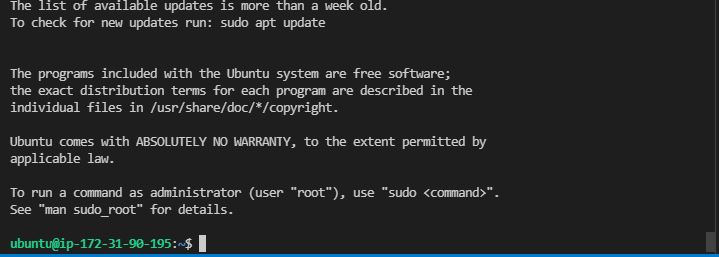 The list of available updates is more than a week old.
To check for new updates run: sudo apt update
The programs included with the Ubuntu system are free software;
the exact distribution terms for each program are described in the
individual files in /usr/share/doc/*/copyright.
Ubuntu comes with ABSOLUTELY NO WARRANTY, to the extent permitted by
applicable law.
To run a command as administrator (user "root"), use "sudo <command>".
See "man sudo_root" for details.
ubuntu@ip-172-31-90-195:~$